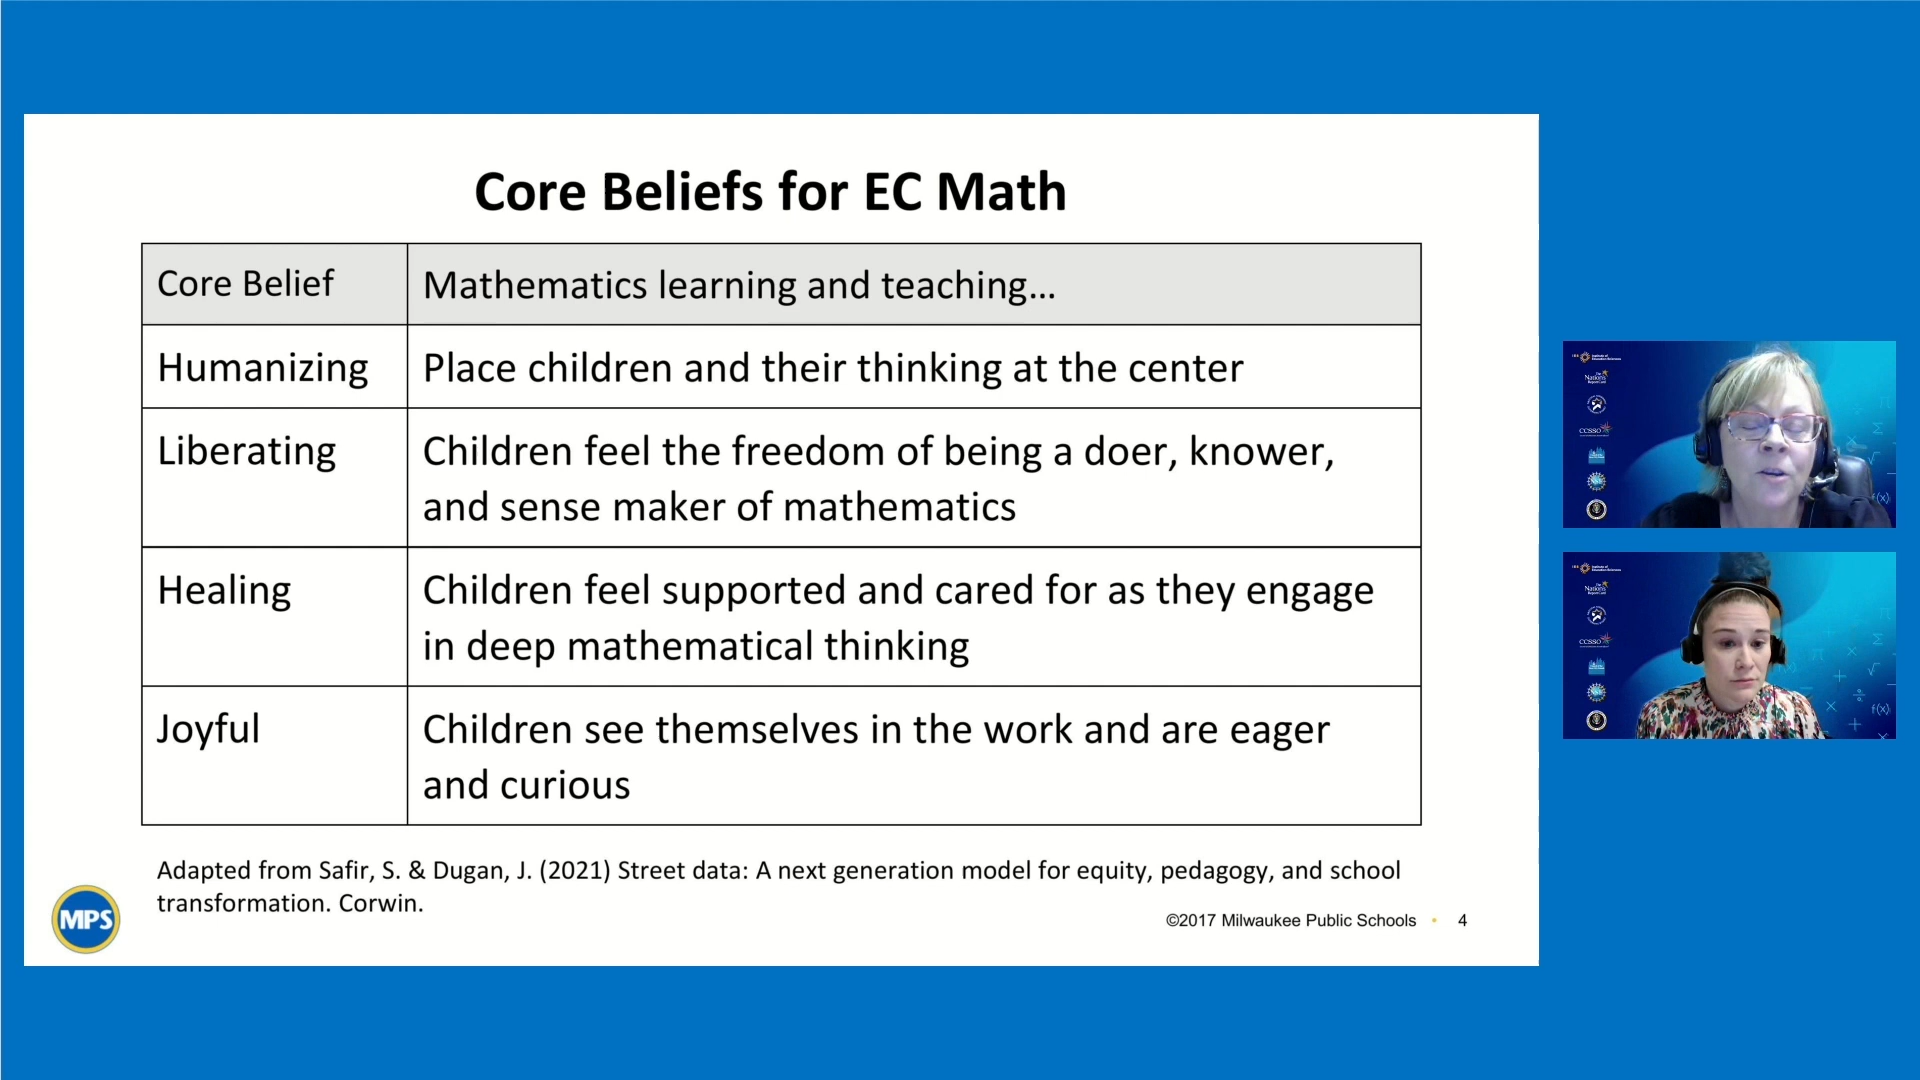 Core Beliefs for EC Math
Core Belief
Mathematics learning and teaching...
Humanizing
Place children and their thinking at the center
Liberating
Children feel the freedom of being a doer, knower,
and sense maker of mathematics
Healing
Children feel supported and cared for as they engage
in deep mathematical thinking
Joyful
Children see themselves in the work and are eager
and curious
Adapted from Safir, S. & Dugan, J. (2021) Street data: A next generation model for equity, pedagogy, and school
transformation. Corwin.
MPS
©2017 Milwaukee Public Schools • 4
CCSSO
f(x)
CCSSO
f(x)